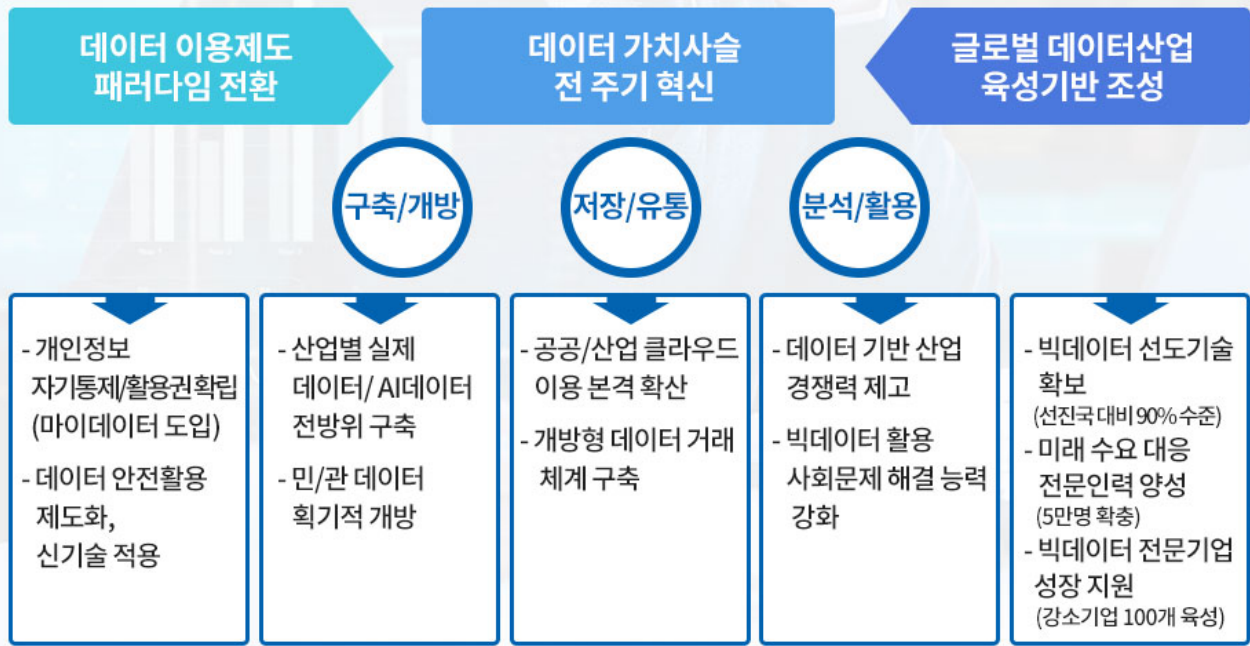 데이터 이용제도
패러다임 전환
데이터 가치사슬
전 주기 혁신
글로벌 데이터산업
육성기반 조성
구축/개방
저장/유통
분석/활용
- 개인정보
자기통제/활용권확립
(마이데이터 도입)
- 데이터 안전활용
제도화,
신기술 적용
- 산업별 실제
데이터/ AI데이터
전방위 구축
- 민/관 데이터
획기적 개방
- 공공/산업 클라우드
이용 본격 확산
- 개방형 데이터 거래
체계 구축
- 데이터 기반 산업
경쟁력 제고
- 빅데이터 활용
사회문제 해결 능력
강화
- 빅데이터 선도기술
확보
(선진국 대비 90% 수준)
- 미래 수요 대응
전문인력 양성
(5만명 확충)
- 빅데이터 전문기업
성장 지원
(강소기업 100개 육성)